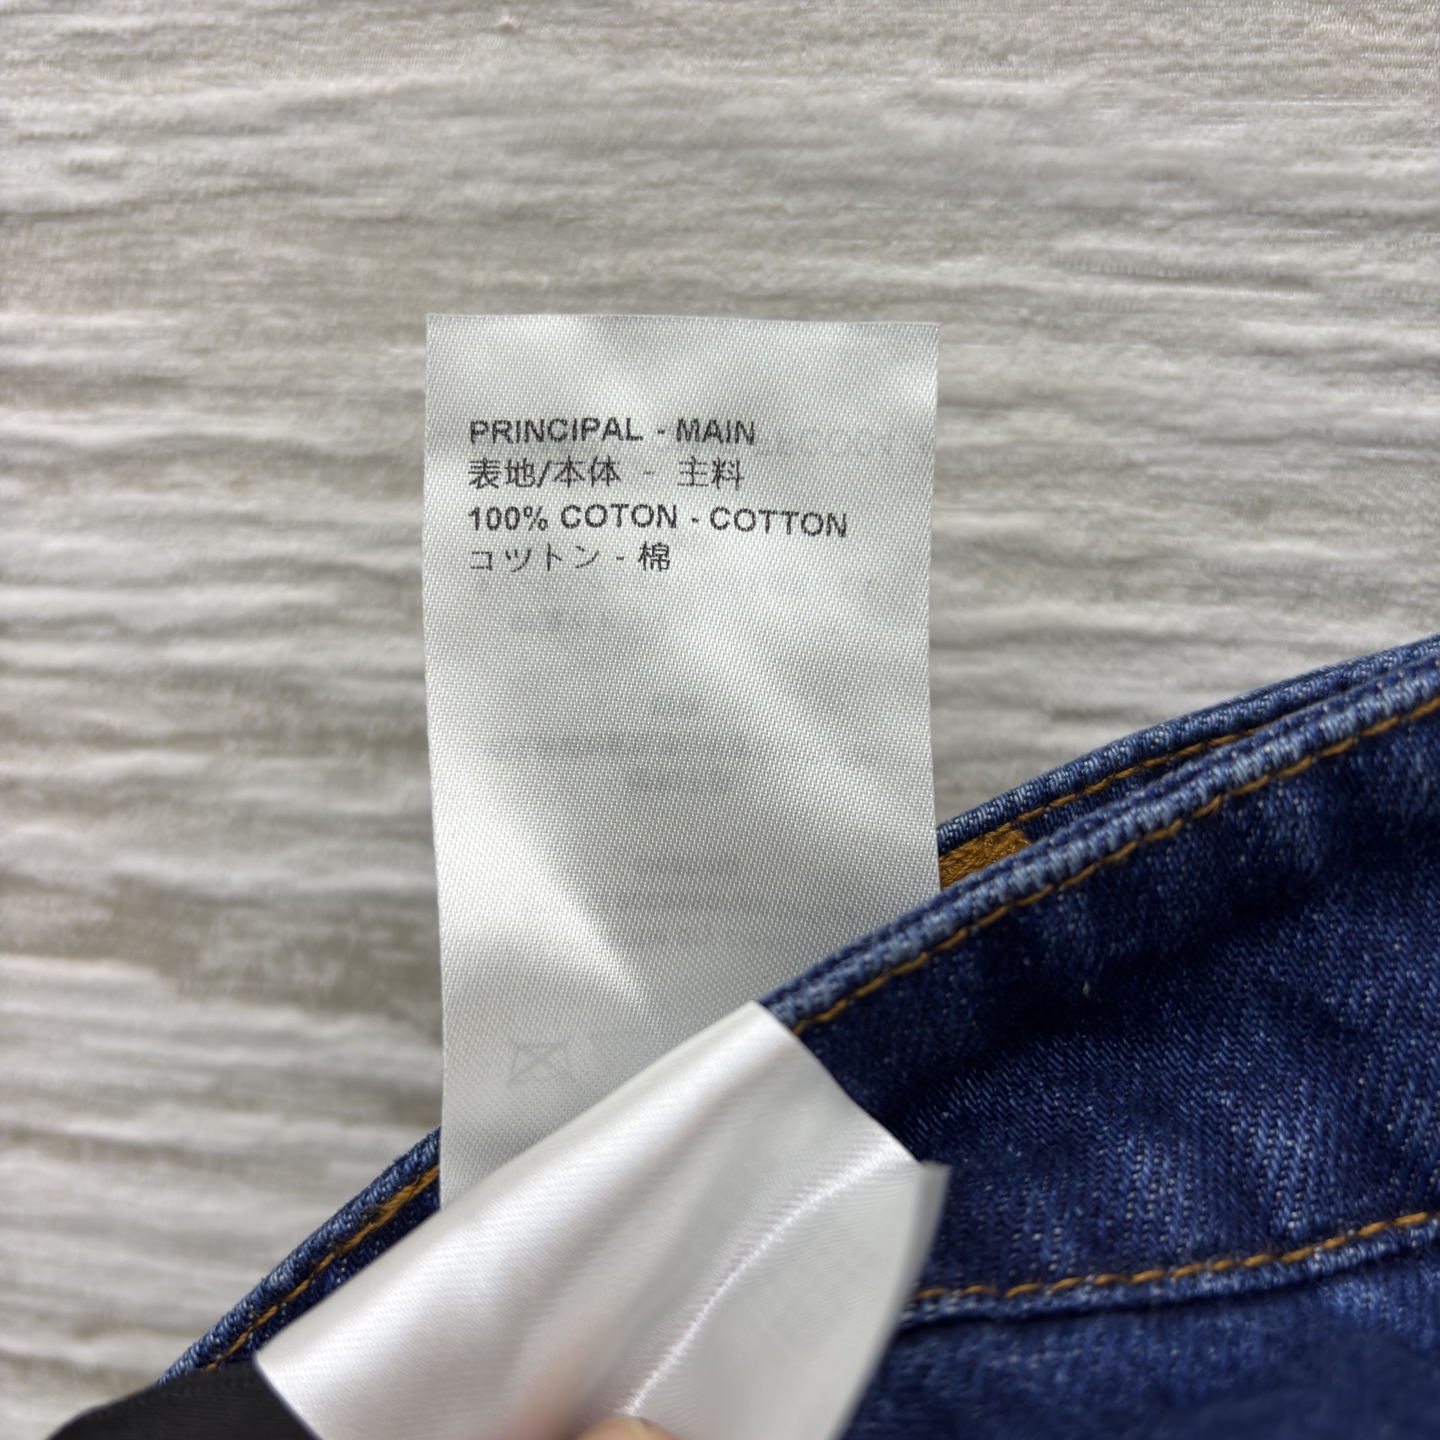 PRINCIPAL - MAIN
表地/本体 - 主料
100% COTON - COTTON
コットン - 棉